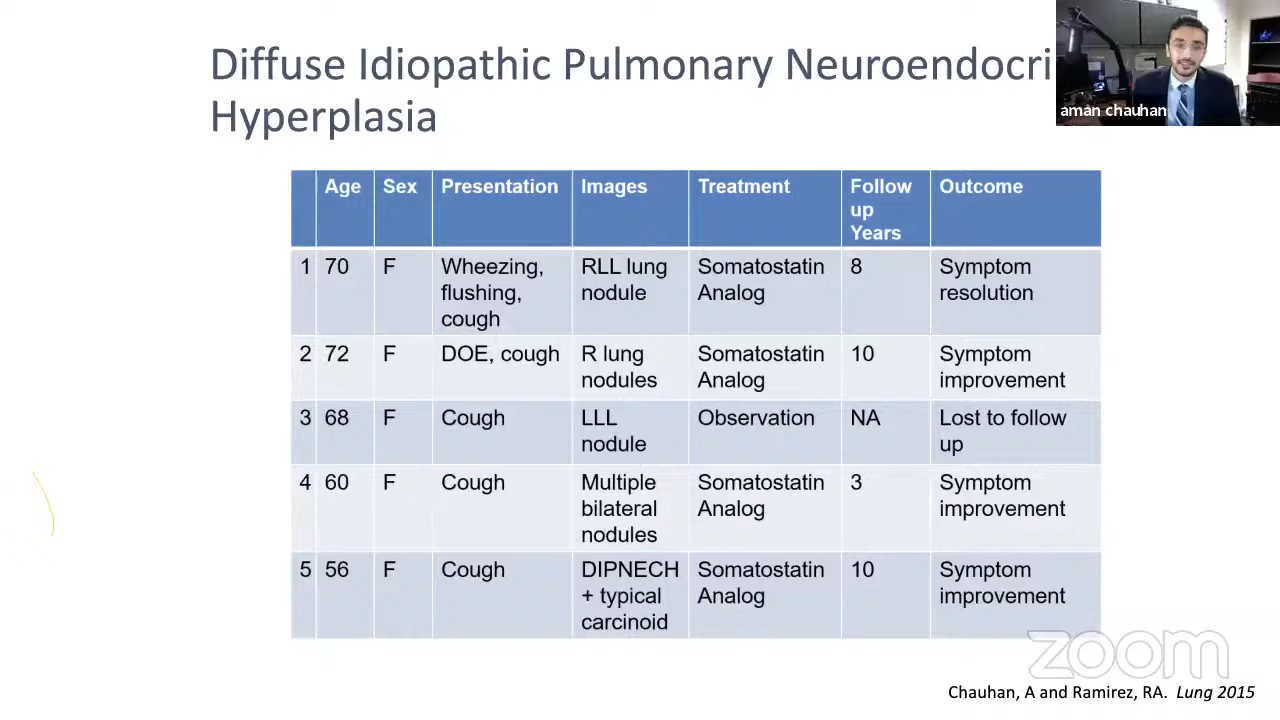 Diffuse Idiopathic Pulmonary Neuroendocri
Hyperplasia
aman chauhan
Age Sex Presentation Images Treatment Follow up Years Outcome
1 70 F Wheezing, flushing, cough RLL lung nodule Somatostatin Analog 8 Symptom resolution
2 72 F DOE, cough R lung nodules Somatostatin Analog 10 Symptom improvement
3 68 F Cough LLL nodule Observation NA Lost to follow up
4 60 F Cough Multiple bilateral nodules Somatostatin Analog 3 Symptom improvement
5 56 F Cough DIPNECH + typical carcinoid Somatostatin Analog 10 Symptom improvement
zoom
Chauhan, A and Ramirez, RA. Lung 2015